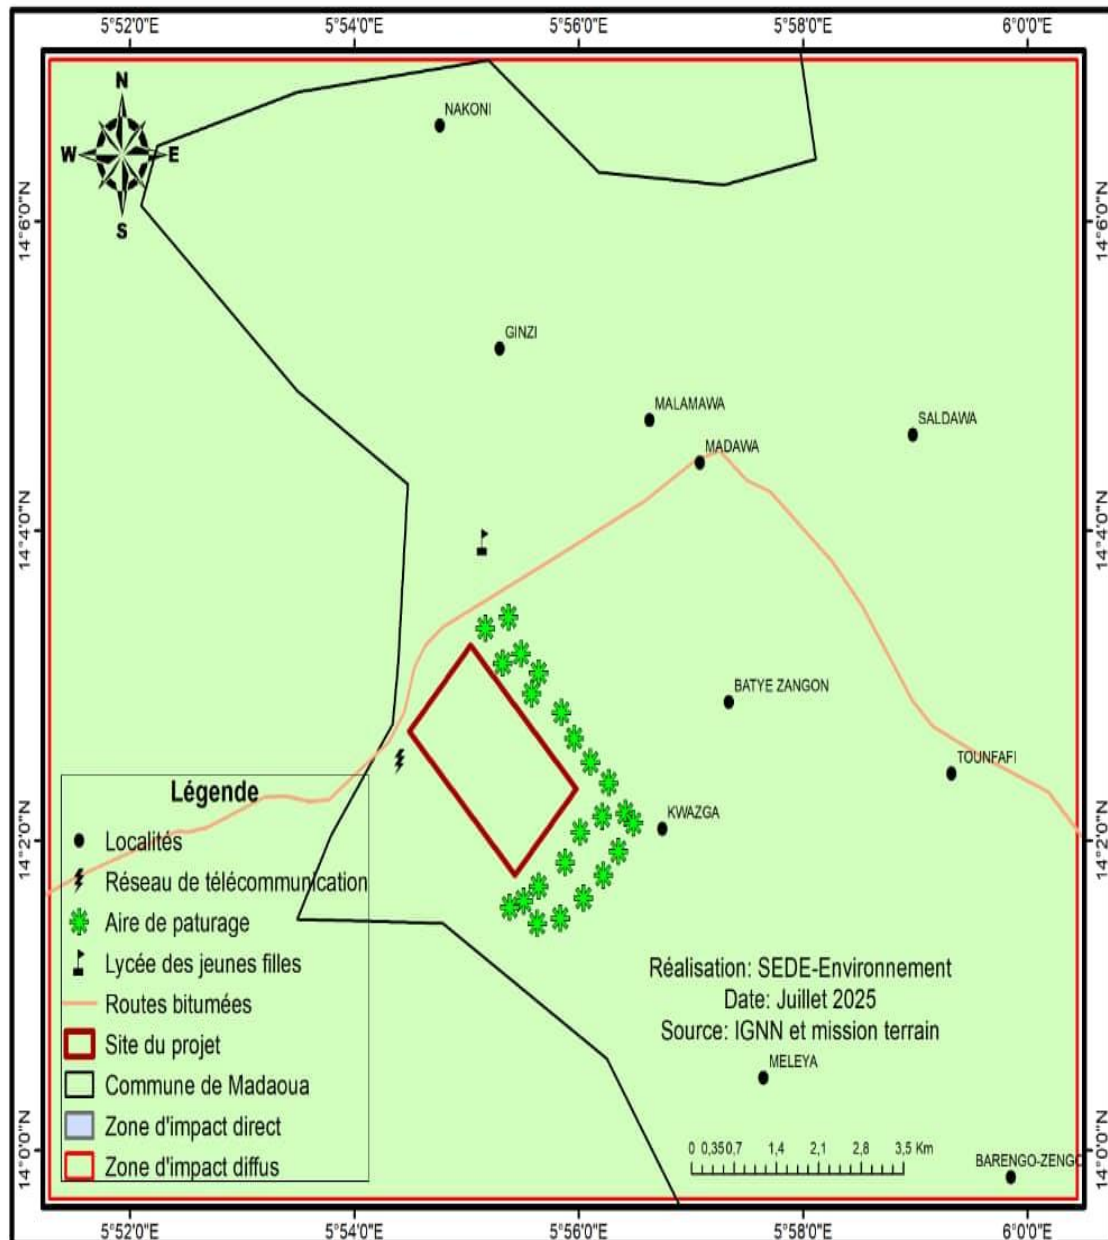 5°52'0"E 5°54'0"E 5°56'0"E 5°58'0"E 6°0'0"E
N
W E
S
NAKONI
14°6'0"N 14°6'0"N
GINZI
MALAMAWA
SALDAWA
MADAWA
14°4'0"N 14°4'0"N
BATYE ZANGON
TOUNFAFI
KWAZGA
14°2'0"N 14°2'0"N
Légende
Localités
Réseau de télécommunication
Aire de paturage
Lycée des jeunes filles
Routes bitumées
Site du projet
Commune de Madaoua
Zone d'impact direct
Zone d'impact diffus
Réalisation: SEDE-Environnement
Date: Juillet 2025
Source: IGNN et mission terrain
MELEYA
14°0'0"N 14°0'0"N
0 0,35 0,7 1,4 2,1 2,8 3,5 Km
BARENGO-ZENGO
5°52'0"E 5°54'0"E 5°56'0"E 5°58'0"E 6°0'0"E